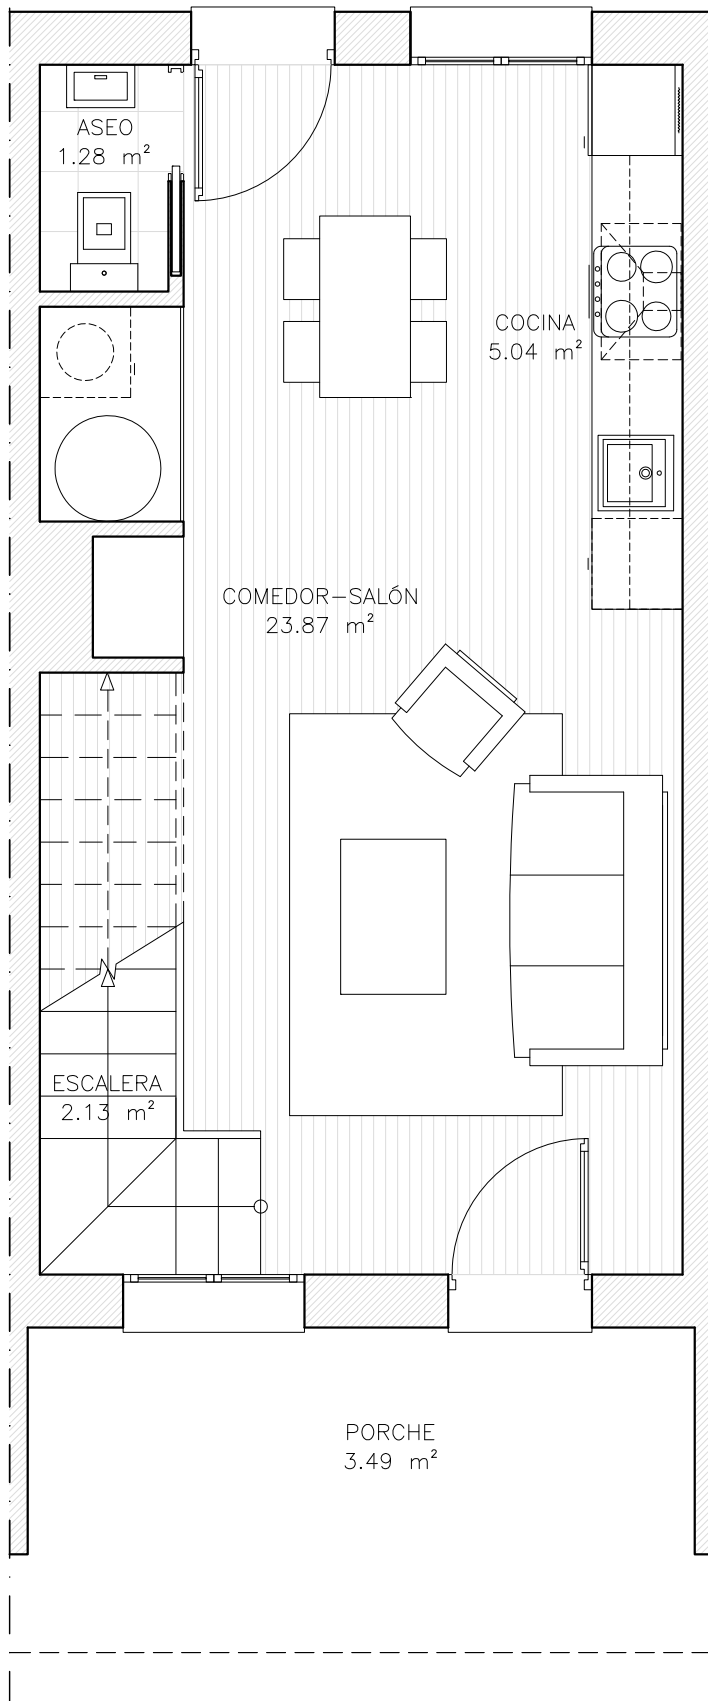 ASEO
1.28 m²
COCINA
5.04 m²
COMEDOR-SALÓN
23.87 m²
ESCALERA
2.13 m²
PORCHE
3.49 m²